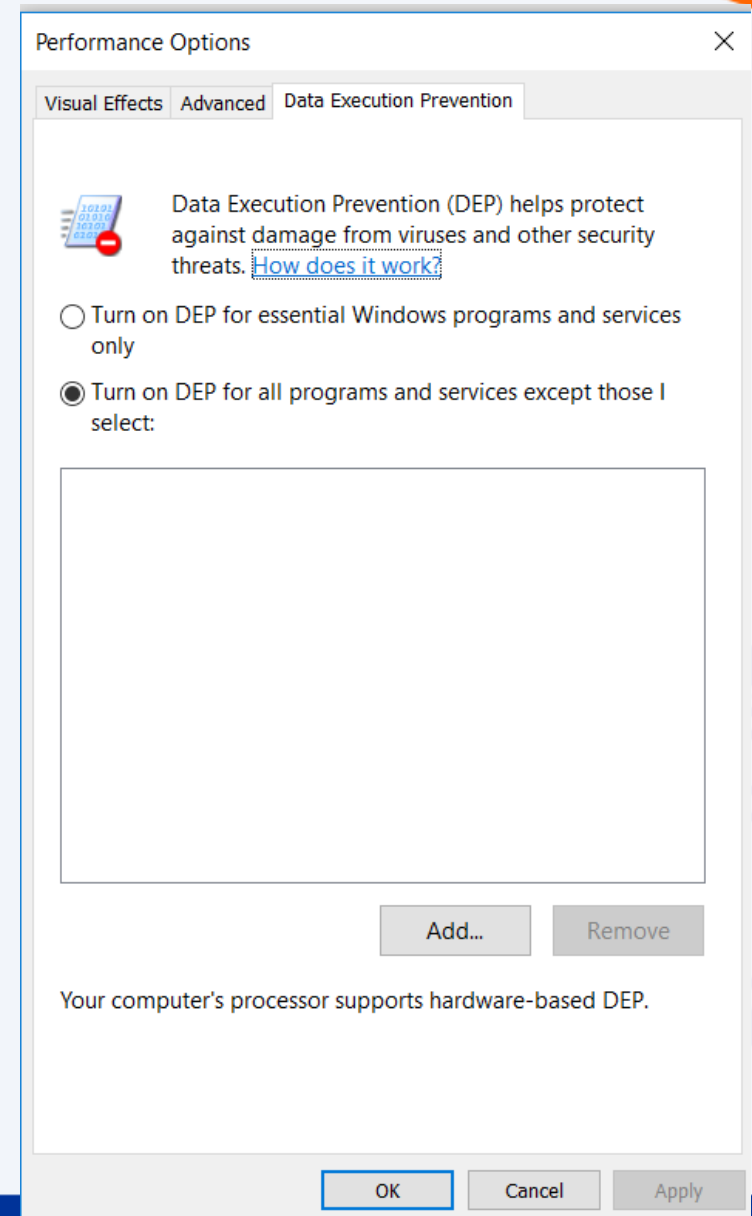 Performance Options
Visual Effects Advanced Data Execution Prevention
Data Execution Prevention (DEP) helps protect
against damage from viruses and other security
threats. How does it work?
Turn on DEP for essential Windows programs and services
only
Turn on DEP for all programs and services except those I
select:
Add... Remove
Your computer's processor supports hardware-based DEP.
OK Cancel Apply